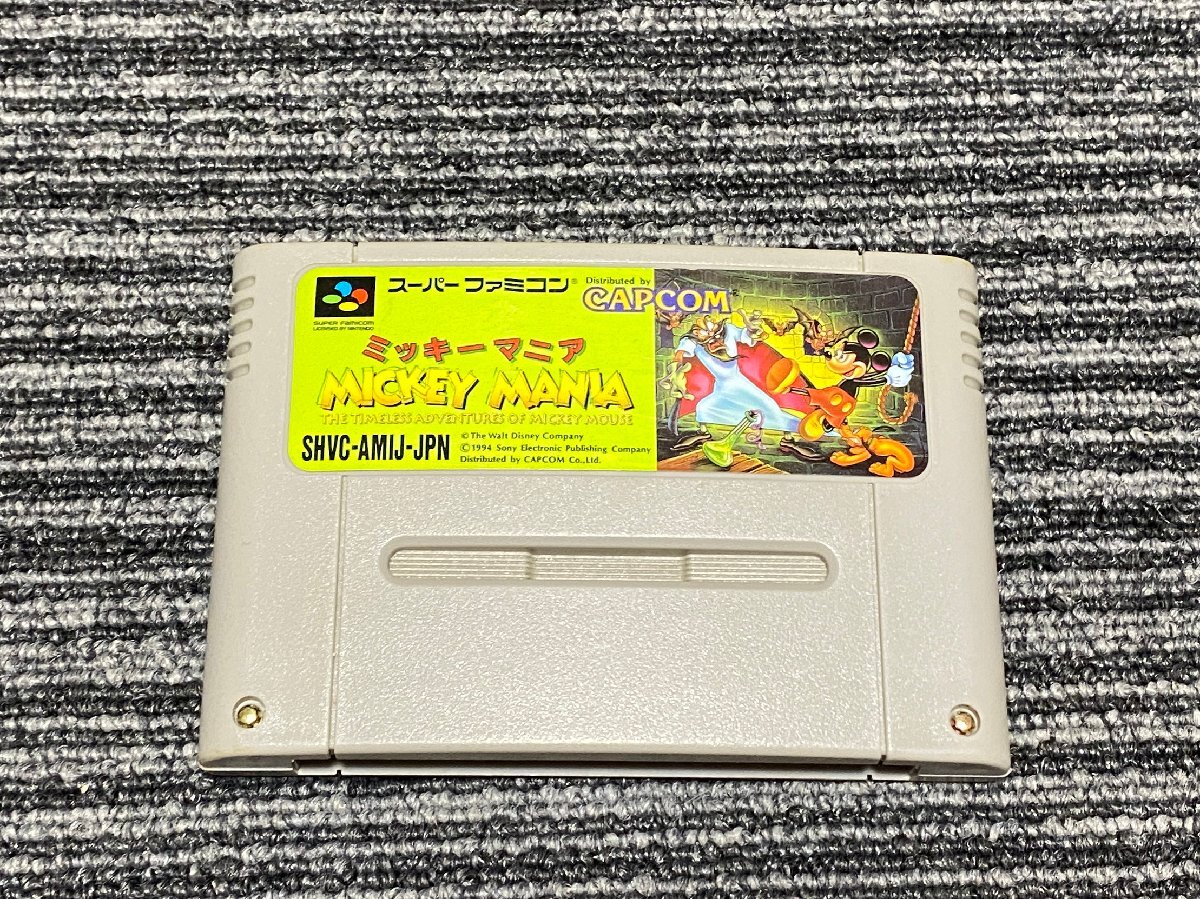 スーパーファミコン®
Distributed by
CAPCOM
SUPER FAMICOM
LICENSED BY NINTENDO
ミッキーマニア
MICKEY MANIA
THE TIMELESS ADVENTURES OF MICKEY MOUSE
SHVC-AMIJ-JPN
©The Walt Disney Company
©1994 Sony Electronic Publishing Company
Distributed by CAPCOM Co.,Ltd.